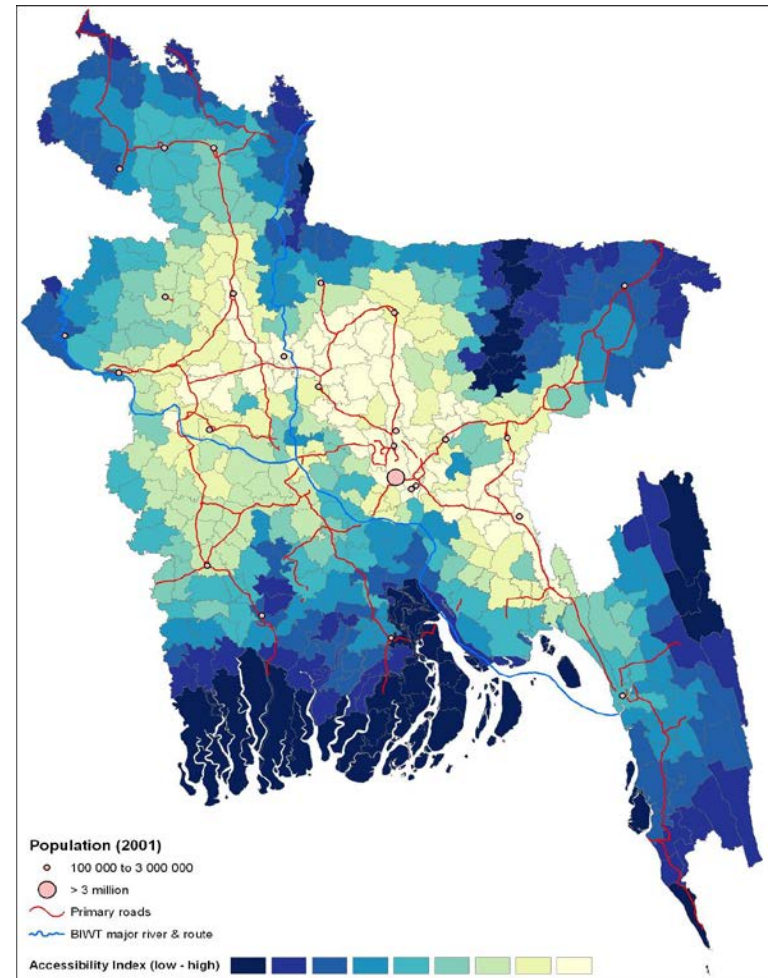 Population (2001)
100 000 to 3 000 000
> 3 million
Primary roads
BIWT major river & route
Accessibility Index (low - high)